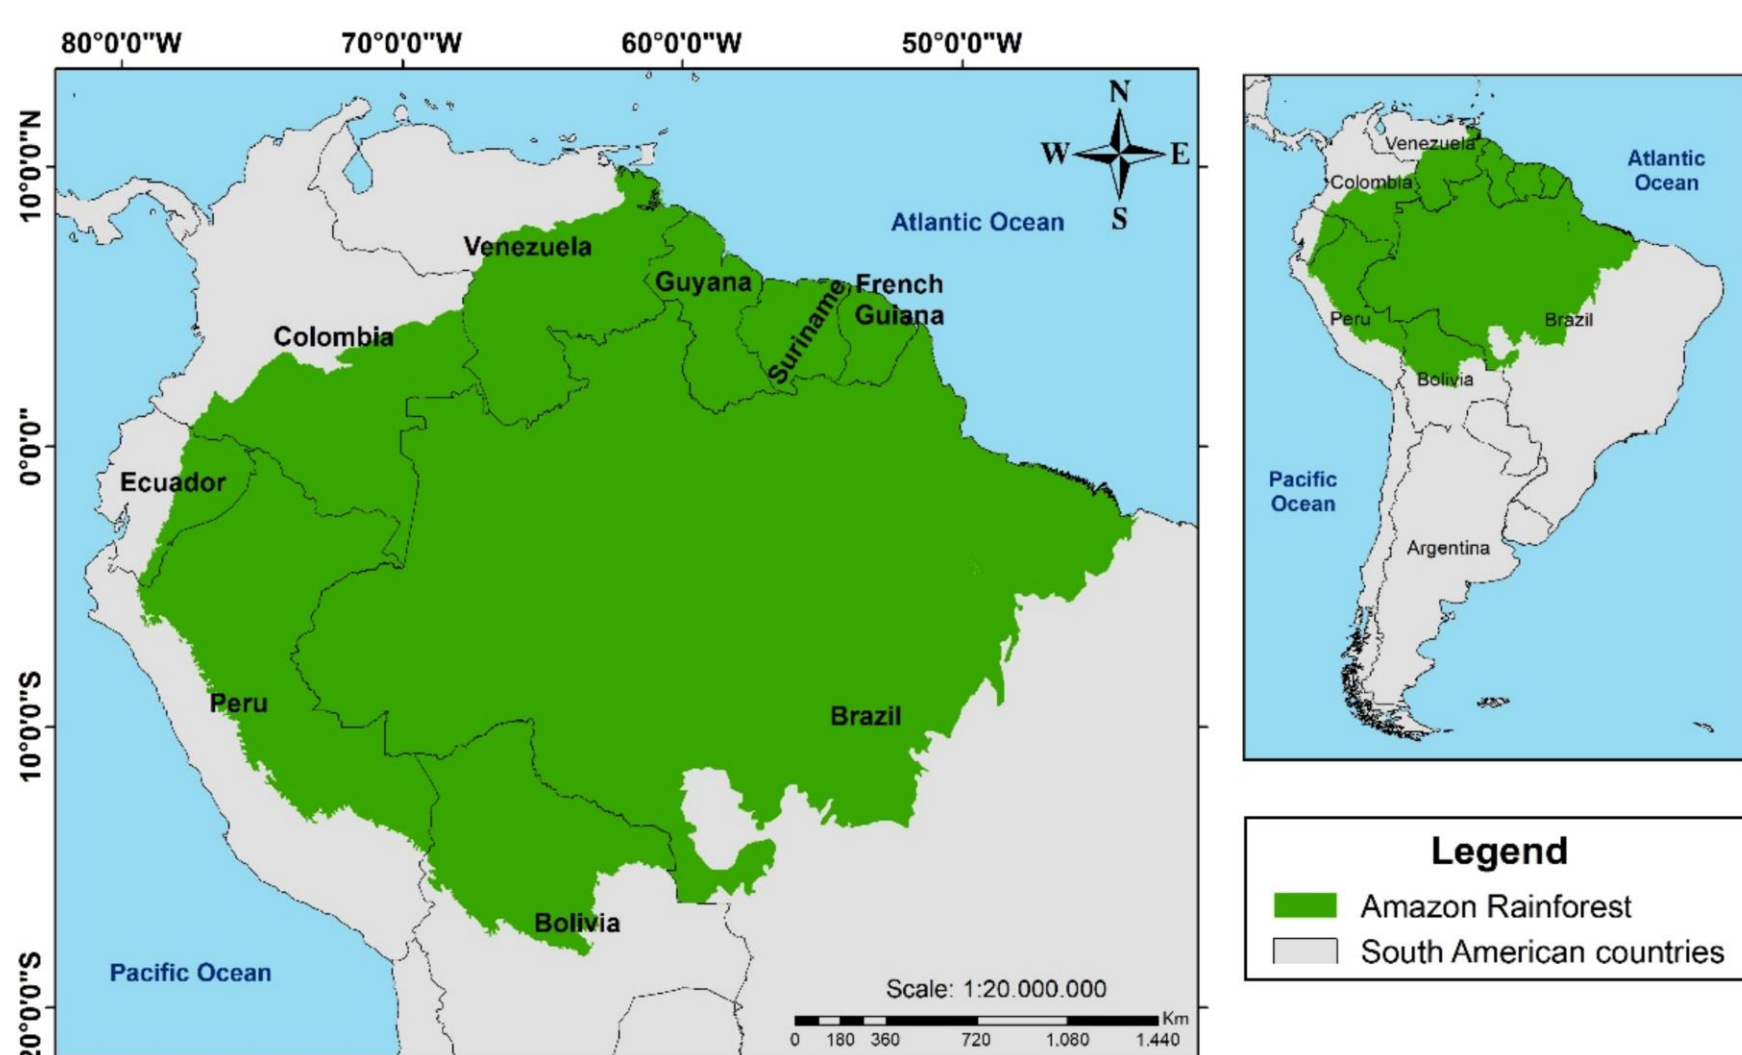 80°0'0"W
70°0'0"W
60°0'0"W
50°0'0"W
10°0'0"N
0°0'0"
10°0'0"S
20°0'0"S
N
W
E
S
Atlantic Ocean
Venezuela
Guyana
Suriname
French
Guiana
Colombia
Ecuador
Peru
Brazil
Bolivia
Pacific Ocean
Scale: 1:20.000.000
Km
0 180 360 720 1.080 1.440
Venezuela
Atlantic
Ocean
Colombia
Peru
Brazil
Bolivia
Pacific
Ocean
Argentina
Legend
Amazon Rainforest
South American countries